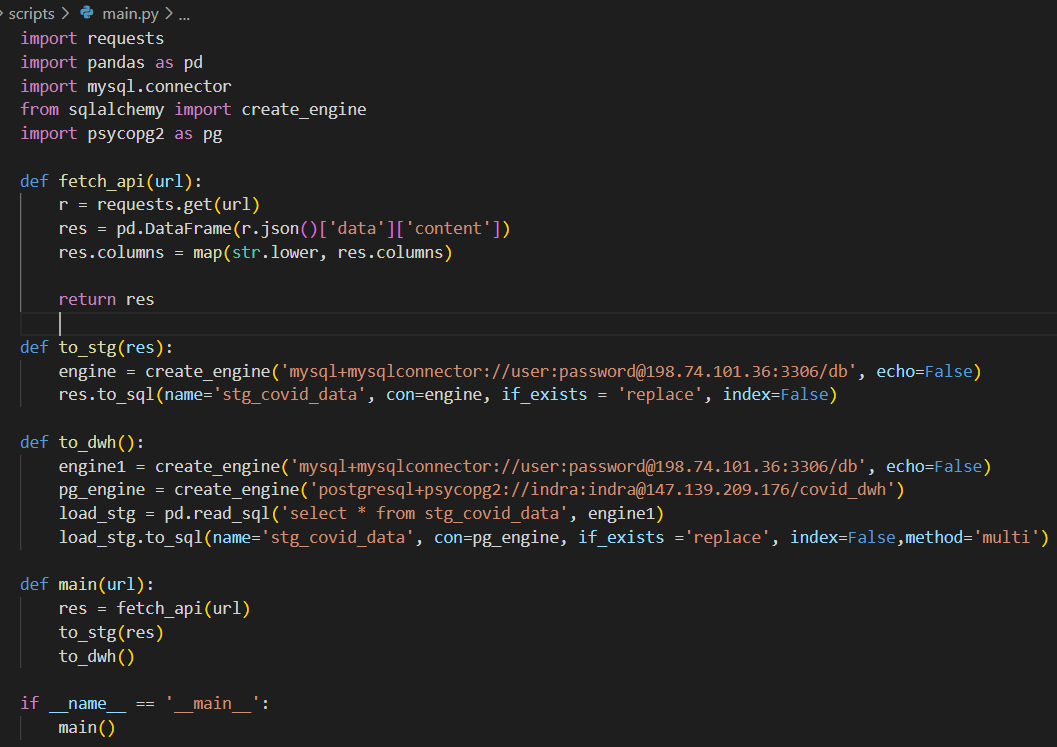 scripts > main.py > ...
import requests
import pandas as pd
import mysql.connector
from sqlalchemy import create_engine
import psycopg2 as pg

def fetch_api(url):
    r = requests.get(url)
    res = pd.DataFrame(r.json()['data']['content'])
    res.columns = map(str.lower, res.columns)

    return res

def to_stg(res):
    engine = create_engine('mysql+mysqlconnector://user:password@198.74.101.36:3306/db', echo=False)
    res.to_sql(name='stg_covid_data', con=engine, if_exists = 'replace', index=False)

def to_dwh():
    engine1 = create_engine('mysql+mysqlconnector://user:password@198.74.101.36:3306/db', echo=False)
    pg_engine = create_engine('postgresql+psycopg2://indra:indra@147.139.209.176/covid_dwh')
    load_stg = pd.read_sql('select * from stg_covid_data', engine1)
    load_stg.to_sql(name='stg_covid_data', con=pg_engine, if_exists ='replace', index=False,method='multi')

def main(url):
    res = fetch_api(url)
    to_stg(res)
    to_dwh()

if __name__ == '__main__':
    main()